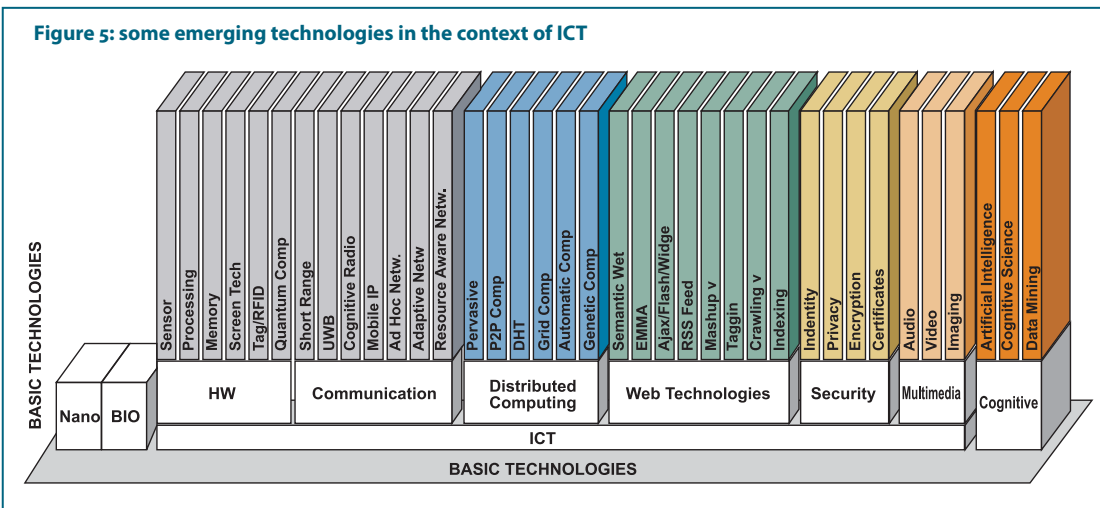 Figure 5: some emerging technologies in the context of ICT
BASIC TECHNOLOGIES
Sensor
Processing
Memory
Screen Tech
Tag/RFID
Quantum Comp
Short Range
UWB
Cognitive Radio
Mobile IP
Ad Hoc Netw.
Adaptive Netw
Resource Aware Netw.
Pervasive
P2P Comp
DHT
Grid Comp
Automatic Comp
Genetic Comp
Semantic Wet
EMMA
Ajax/Flash/Widge
RSS Feed
Mashup v
Taggin
Crawling v
Indexing
Indentity
Privacy
Encryption
Certificates
Audio
Video
Imaging
Artificial Intelligence
Cognitive Science
Data Mining
Nano
BIO
HW
Communication
Distributed
Computing
Web Technologies
Security
Multimedia
Cognitive
ICT
BASIC TECHNOLOGIES